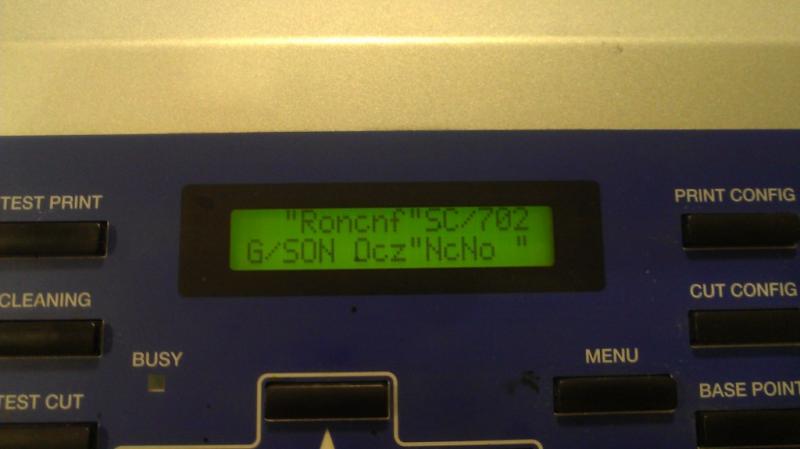 TEST PRINT
PRINT CONFIG
"Roncnf"SC/702
G/SON Ocz"NcNo "
CLEANING
CUT CONFIG
BUSY
MENU
TEST CUT
BASE POINT